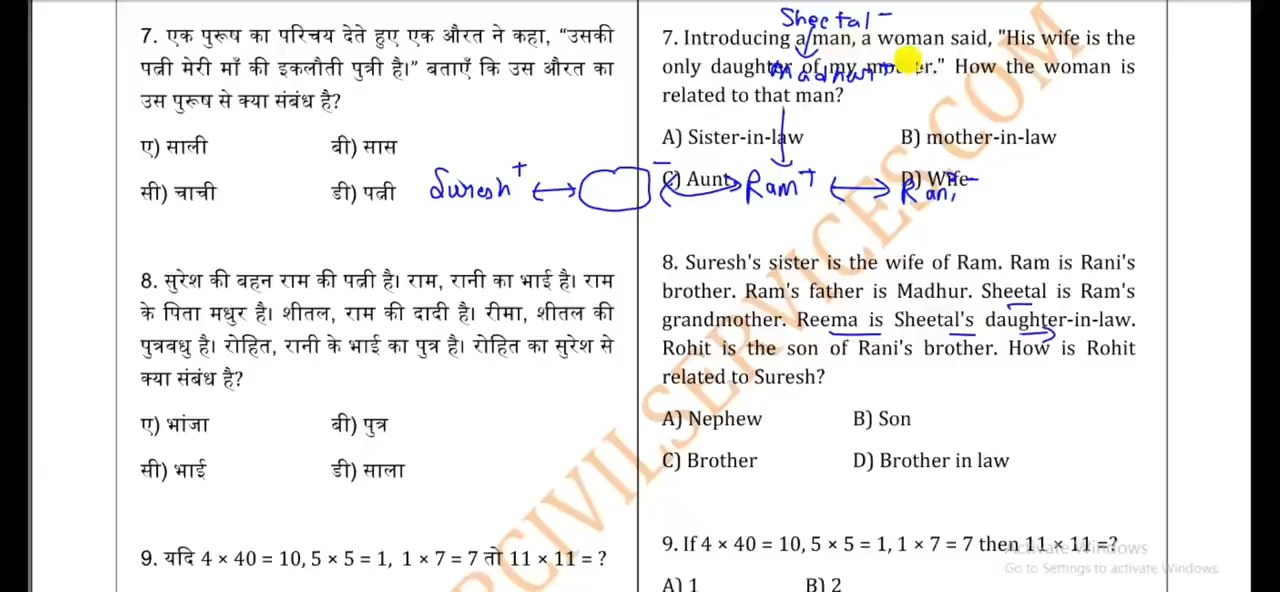 7. एक पुरूष का परिचय देते हुए एक औरत ने कहा, "उसकी
पत्नी मेरी माँ की इकलौती पुत्री है।" बताएँ कि उस औरत का
उस पुरूष से क्या संबंध है?
ए) साली बी) सास
सी) चाची डी) पत्नी
8. सुरेश की बहन राम की पत्नी है। राम, रानी का भाई है। राम
के पिता मधुर है। शीतल, राम की दादी है। रीमा, शीतल की
पुत्रवधु है। रोहित, रानी के भाई का पुत्र है। रोहित का सुरेश से
क्या संबंध है?
ए) भांजा बी) पुत्र
सी) भाई डी) साला
9. यदि 4 × 40 = 10, 5 × 5 = 1, 1 × 7 = 7 तो 11 × 11 = ?
Sheetal -
7. Introducing a man, a woman said, "His wife is the
only daughter of my mother." How the woman is
Madhur +
related to that man?
A) Sister-in-law B) mother-in-law
C) Aunt D) Wife
Suresh + - Ram + Rani -
8. Suresh's sister is the wife of Ram. Ram is Rani's
brother. Ram's father is Madhur. Sheetal is Ram's
grandmother. Reema is Sheetal's daughter-in-law.
Rohit is the son of Rani's brother. How is Rohit
related to Suresh?
A) Nephew B) Son
C) Brother D) Brother in law
9. If 4 × 40 = 10, 5 × 5 = 1, 1 × 7 = 7 then 11 × 11 =?
A) 1 B) 2
Activate Windows
Go to Settings to activate Windows.
RCIVILSERVICES.COM